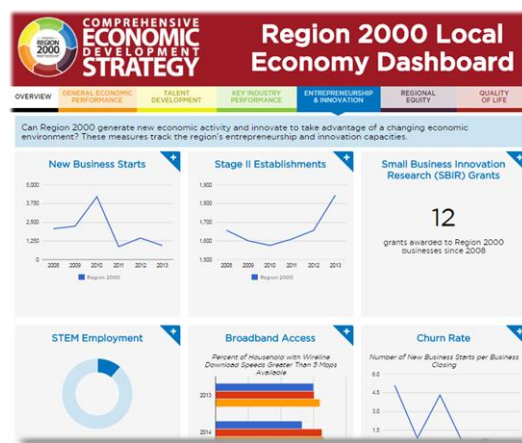 REGION
2000
COMPREHENSIVE
ECONOMIC
DEVELOPMENT
STRATEGY
Region 2000 Local
Economy Dashboard
OVERVIEW
GENERAL ECONOMIC
PERFORMANCE
TALENT
DEVELOPMENT
KEY INDUSTRY
PERFORMANCE
ENTREPRENEURSHIP
& INNOVATION
REGIONAL
EQUITY
QUALITY
OF LIFE
Can Region 2000 generate new economic activity and innovate to take advantage of a changing economic
environment? These measures track the region's entrepreneurship and innovation capacities.
New Business Starts
5,000
3,750
2,500
1,250
0
2008 2009 2010 2011 2012 2013
Region 2000
Stage II Establishments
1,900
1,800
1,700
1,600
1,500
2008 2009 2010 2011 2012 2013
Region 2000
Small Business Innovation
Research (SBIR) Grants
12
grants awarded to Region 2000
businesses since 2008
STEM Employment
Broadband Access
Percent of Household with Wireline
Download Speeds Greater Than 5 Mbps
Available
2013
2014
Churn Rate
Number of New Business Starts per Business
Closing
6.0
4.5
3.0
1.5